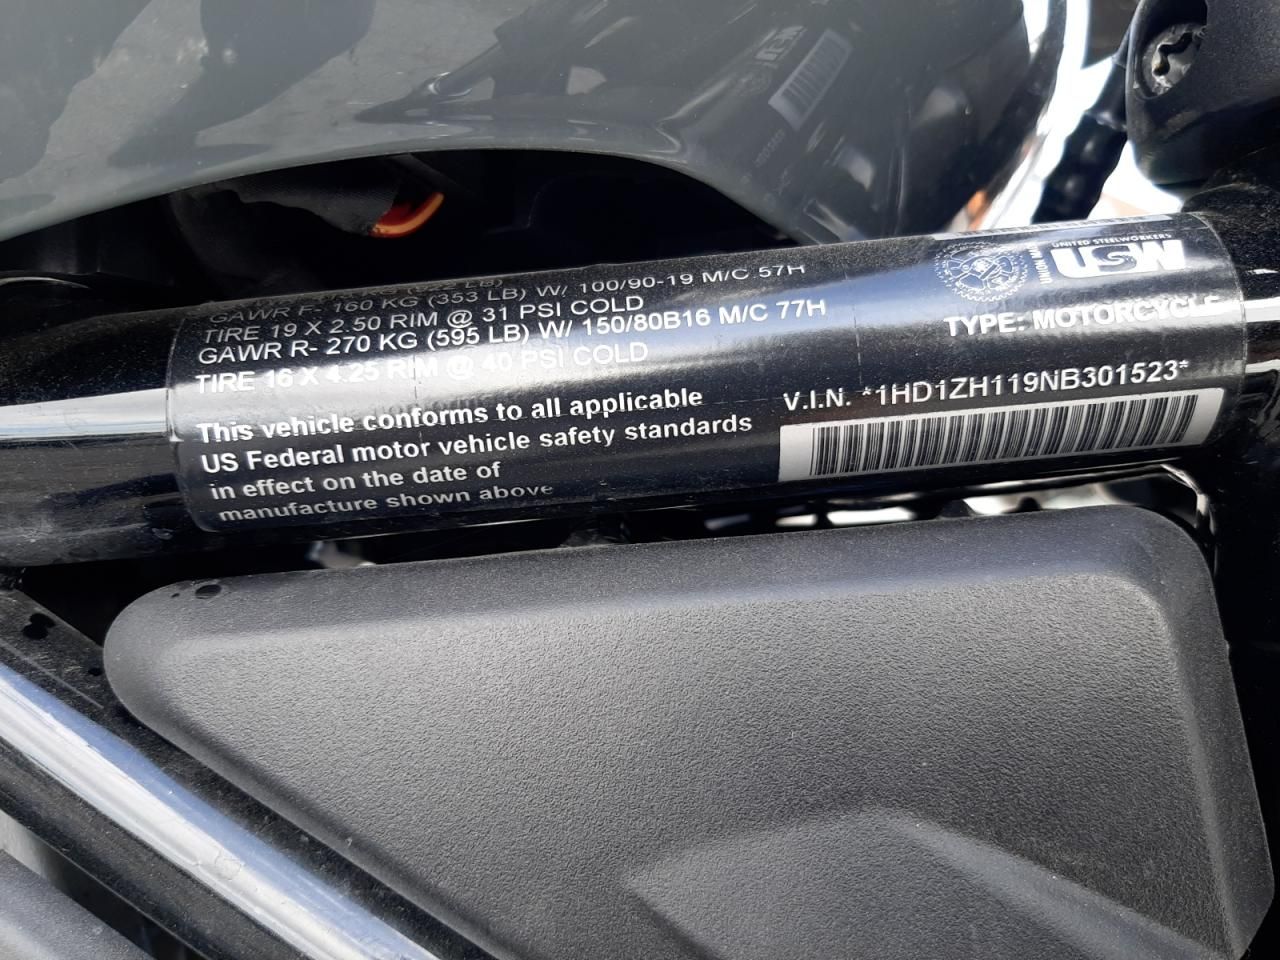 GAWR F- 160 KG (353 LB) W/ 100/90-19 M/C 57H
TIRE 19 X 2.50 RIM @ 31 PSI COLD
GAWR R- 270 KG (595 LB) W/ 150/80B16 M/C 77H
TIRE 16 X 4.25 RIM @ 40 PSI COLD
This vehicle conforms to all applicable
US Federal motor vehicle safety standards
in effect on the date of
manufacture shown above
UNITED STEELWORKERS
USW
UNION
TYPE: MOTORCYCLE
V.I.N. *1HD1ZH119NB301523*